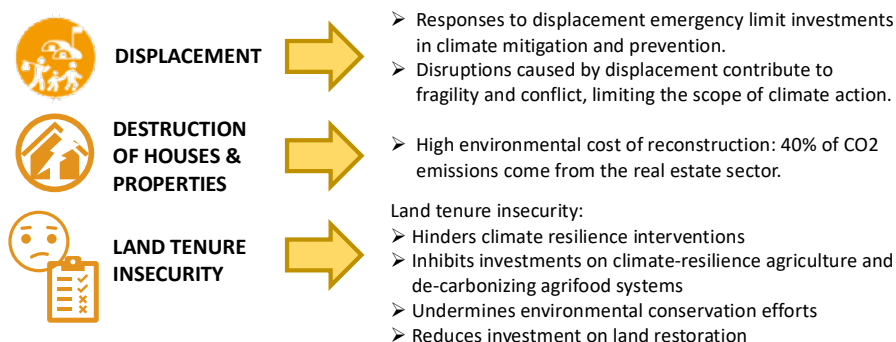 DISPLACEMENT
➢ Responses to displacement emergency limit investments
in climate mitigation and prevention.
➢ Disruptions caused by displacement contribute to
fragility and conflict, limiting the scope of climate action.
DESTRUCTION
OF HOUSES &
PROPERTIES
➢ High environmental cost of reconstruction: 40% of CO2
emissions come from the real estate sector.
LAND TENURE
INSECURITY
Land tenure insecurity:
➢ Hinders climate resilience interventions
➢ Inhibits investments on climate-resilience agriculture and
de-carbonizing agrifood systems
➢ Undermines environmental conservation efforts
➢ Reduces investment on land restoration